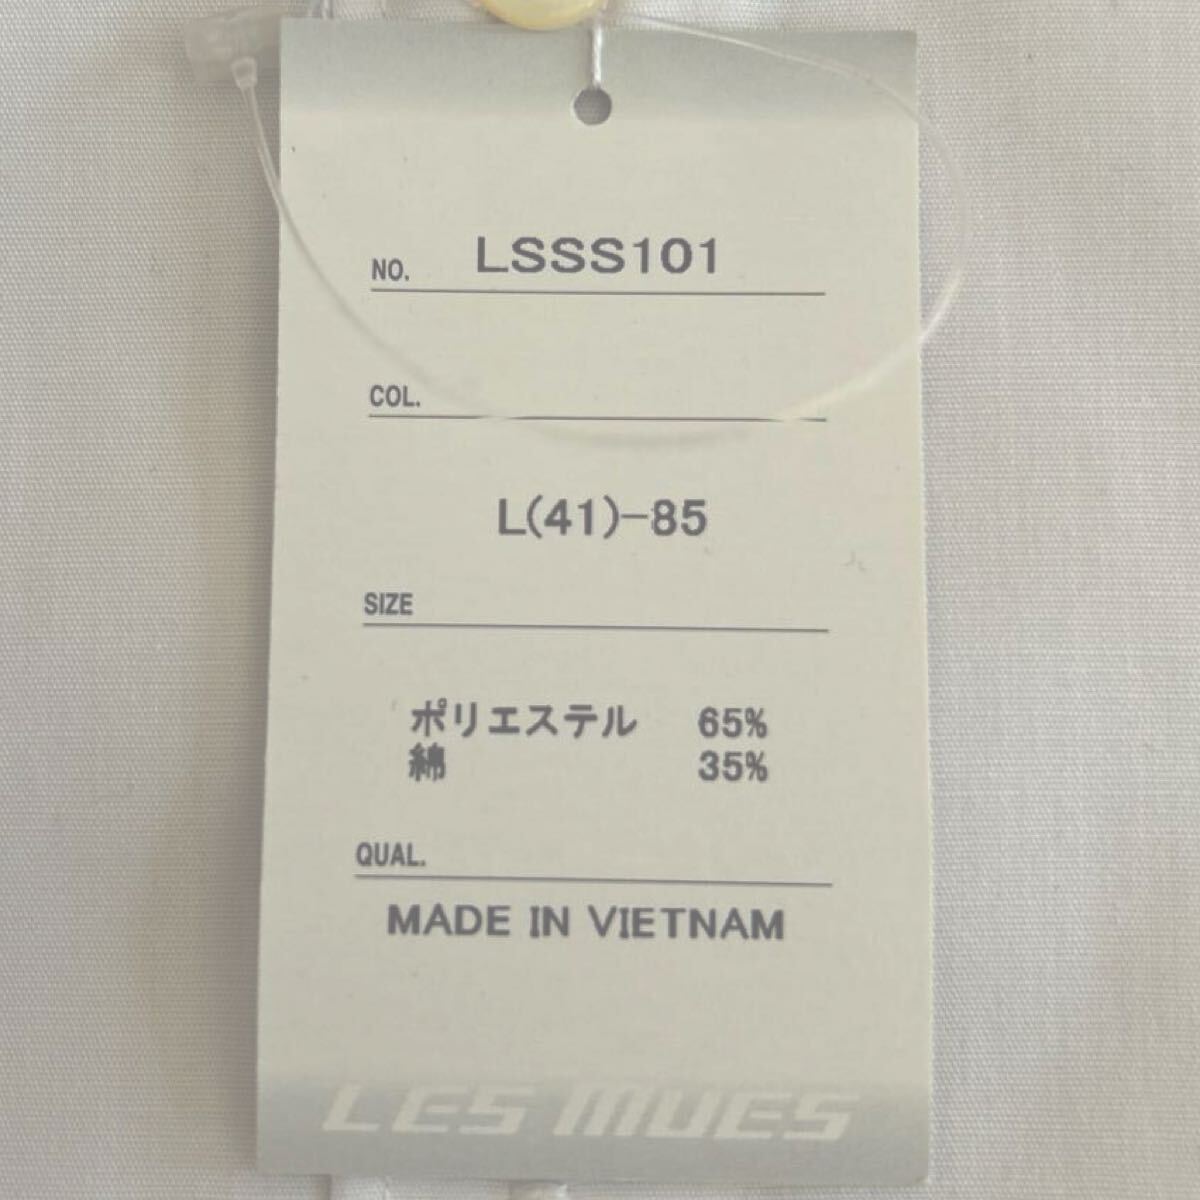 NO. LSSS101
COL.
L(41)-85
SIZE
ポリエステル 65%
綿 35%
QUAL.
MADE IN VIETNAM
LES MUES